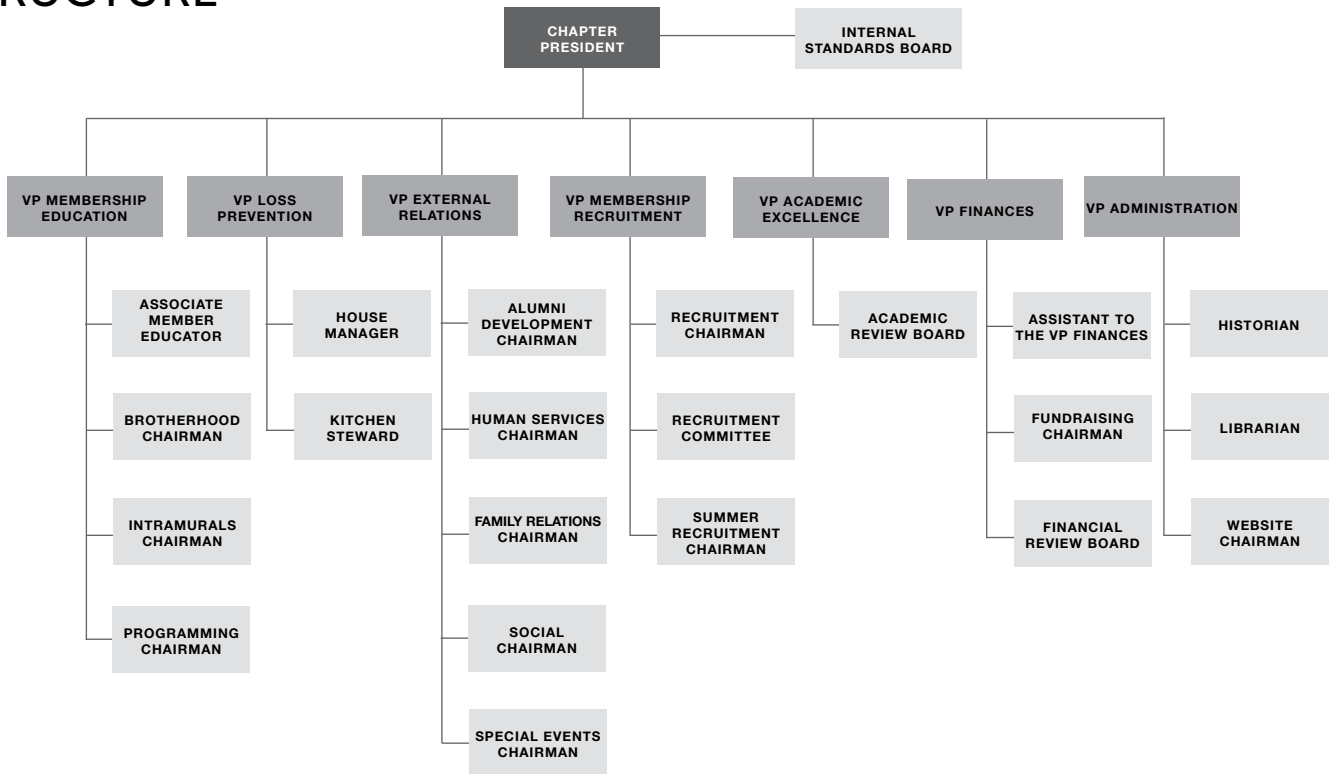 CHAPTER
PRESIDENT
INTERNAL
STANDARDS BOARD
VP MEMBERSHIP
EDUCATION
VP LOSS
PREVENTION
VP EXTERNAL
RELATIONS
VP MEMBERSHIP
RECRUITMENT
VP ACADEMIC
EXCELLENCE
VP FINANCES
VP ADMINISTRATION
ASSOCIATE
MEMBER
EDUCATOR
HOUSE
MANAGER
ALUMNI
DEVELOPMENT
CHAIRMAN
RECRUITMENT
CHAIRMAN
ACADEMIC
REVIEW BOARD
ASSISTANT TO
THE VP FINANCES
HISTORIAN
BROTHERHOOD
CHAIRMAN
KITCHEN
STEWARD
HUMAN SERVICES
CHAIRMAN
RECRUITMENT
COMMITTEE
FUNDRAISING
CHAIRMAN
LIBRARIAN
INTRAMURALS
CHAIRMAN
FAMILY RELATIONS
CHAIRMAN
SUMMER
RECRUITMENT
CHAIRMAN
FINANCIAL
REVIEW BOARD
WEBSITE
CHAIRMAN
PROGRAMMING
CHAIRMAN
SOCIAL
CHAIRMAN
SPECIAL EVENTS
CHAIRMAN